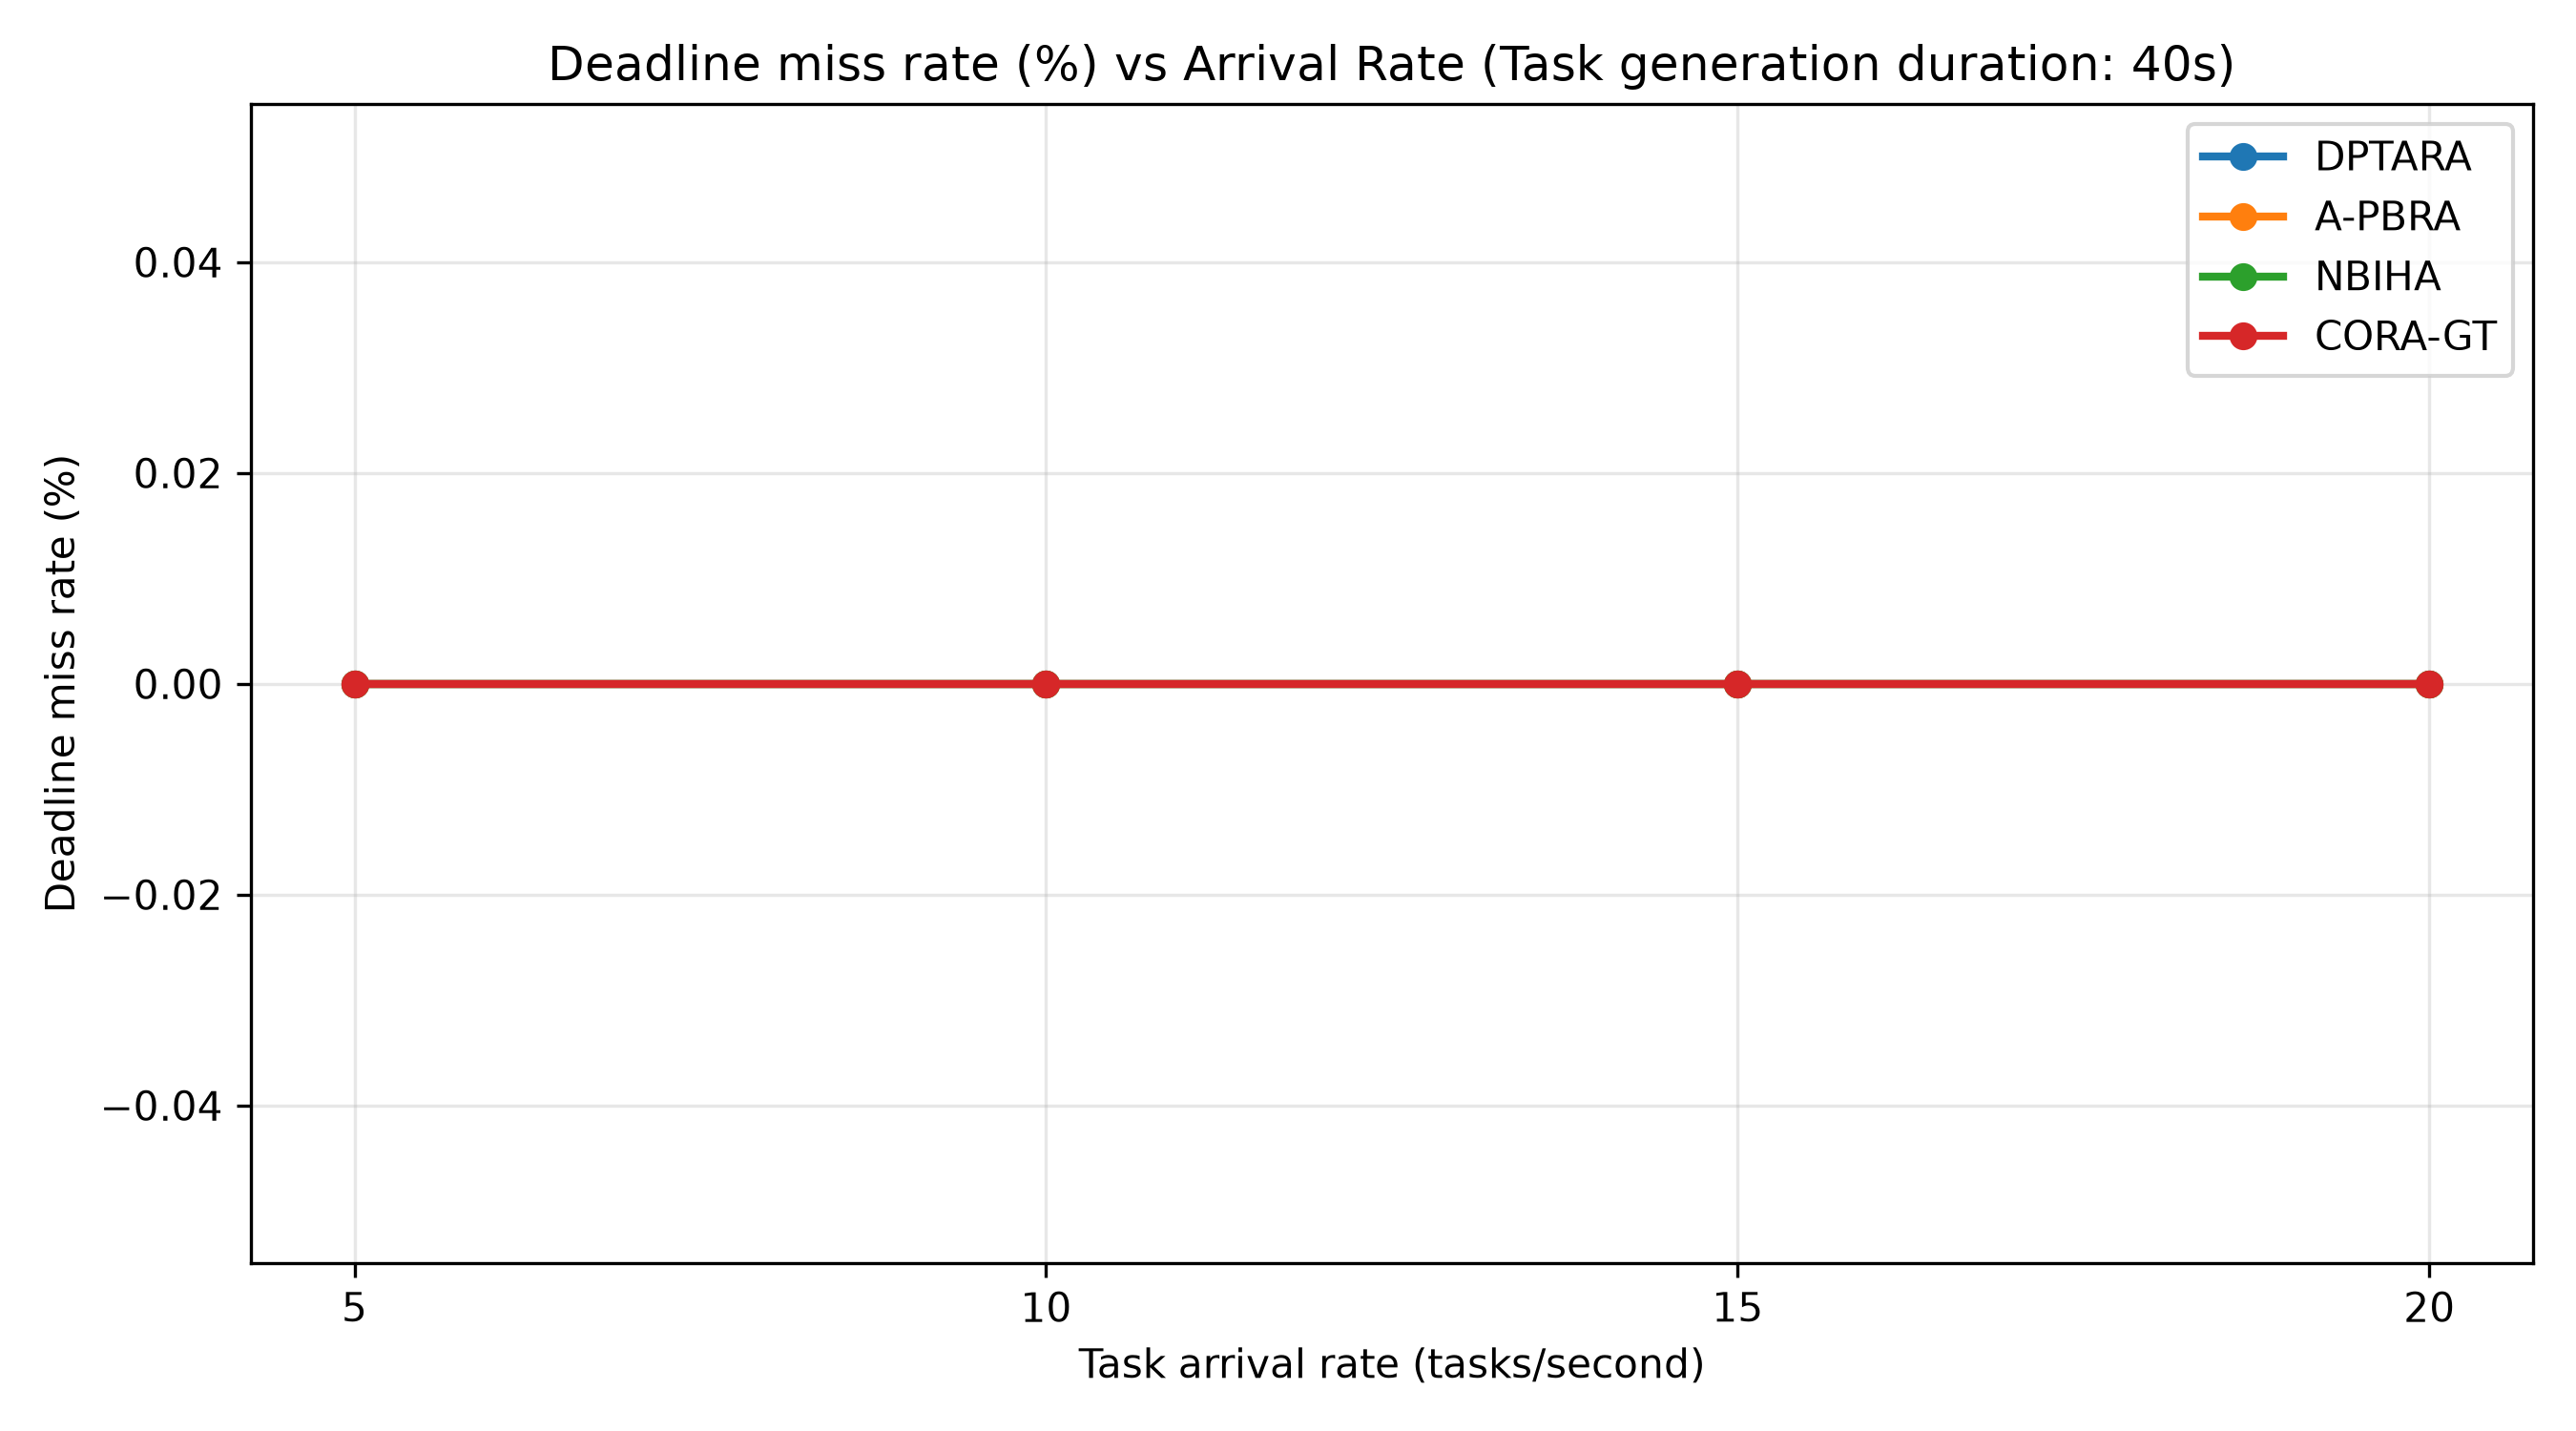 Deadline miss rate (%) vs Arrival Rate (Task generation duration: 40s)
DPTARA
A-PBRA
NBIHA
CORA-GT
Deadline miss rate (%)
0.04
0.02
0.00
−0.02
−0.04
5 10 15 20
Task arrival rate (tasks/second)